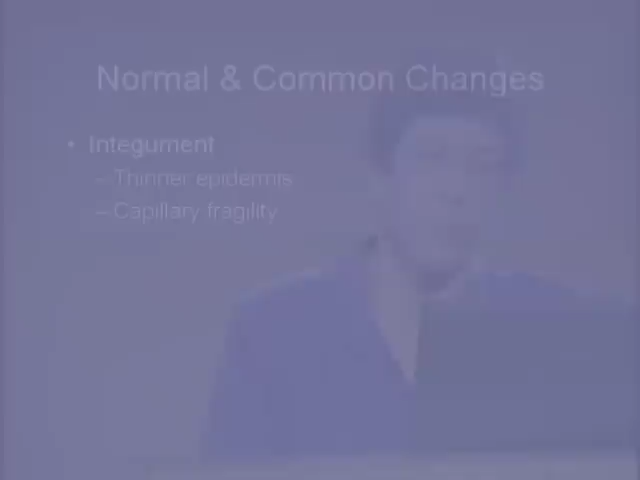 Normal & Common Changes
• Integument
– Thinner epidermis
– Capillary fragility